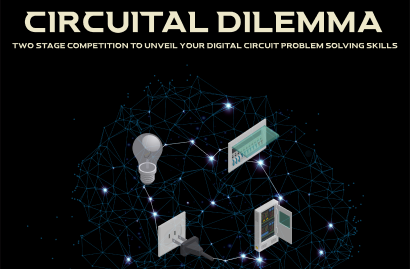 CIRCUITAL DILEMMA
TWO STAGE COMPETITION TO UNVEIL YOUR DIGITAL CIRCUIT PROBLEM SOLVING SKILLS